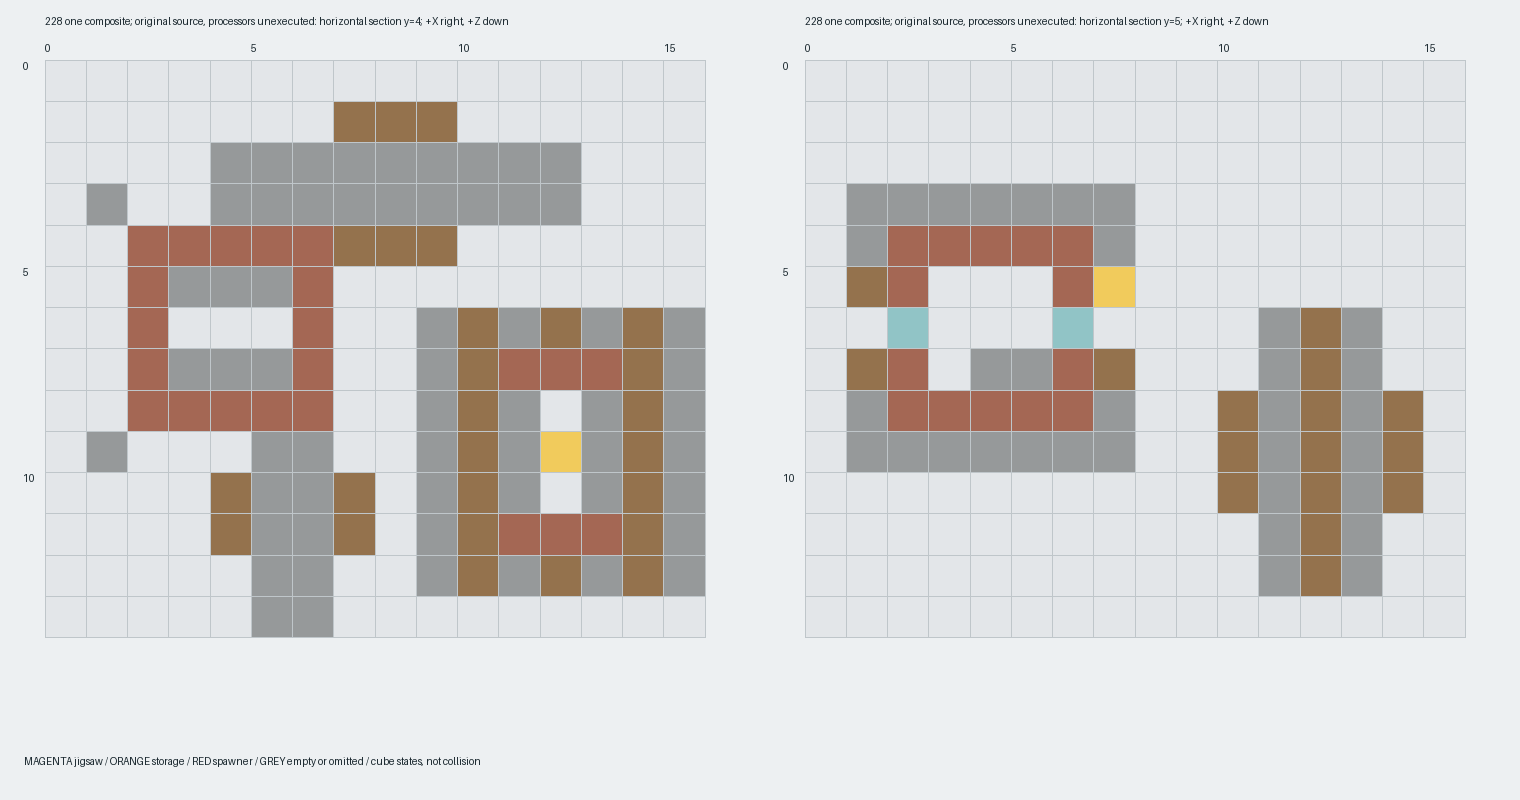 228 one composite; original source, processors unexecuted: horizontal section y=4; +X right, +Z down
0 5 10 15
0
5
10
228 one composite; original source, processors unexecuted: horizontal section y=5; +X right, +Z down
0 5 10 15
0
5
10
MAGENTA jigsaw / ORANGE storage / RED spawner / GREY empty or omitted / cube states, not collision